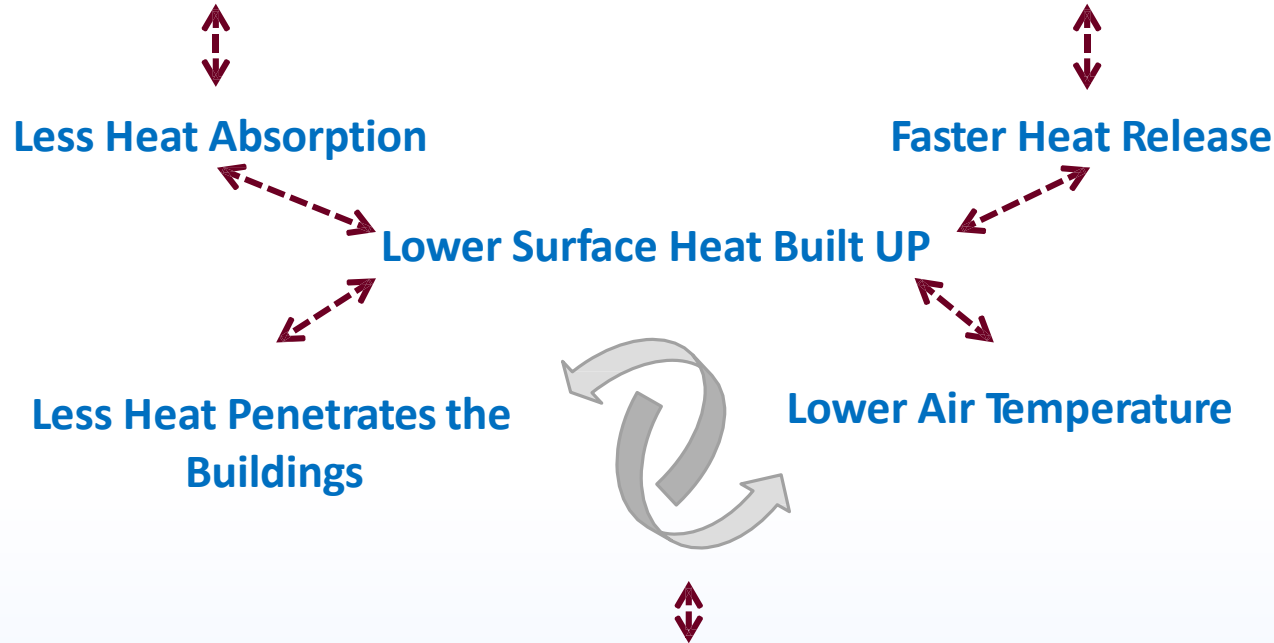 Less Heat Absorption
Faster Heat Release
Lower Surface Heat Built UP
Less Heat Penetrates the
Buildings
Lower Air Temperature